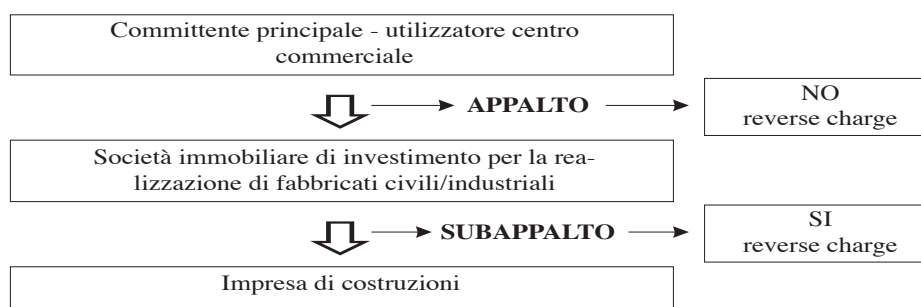 Committente principale - utilizzatore centro
commerciale
APPALTO
NO
reverse charge
Società immobiliare di investimento per la rea-
lizzazione di fabbricati civili/industriali
SUBAPPALTO
SI
reverse charge
Impresa di costruzioni